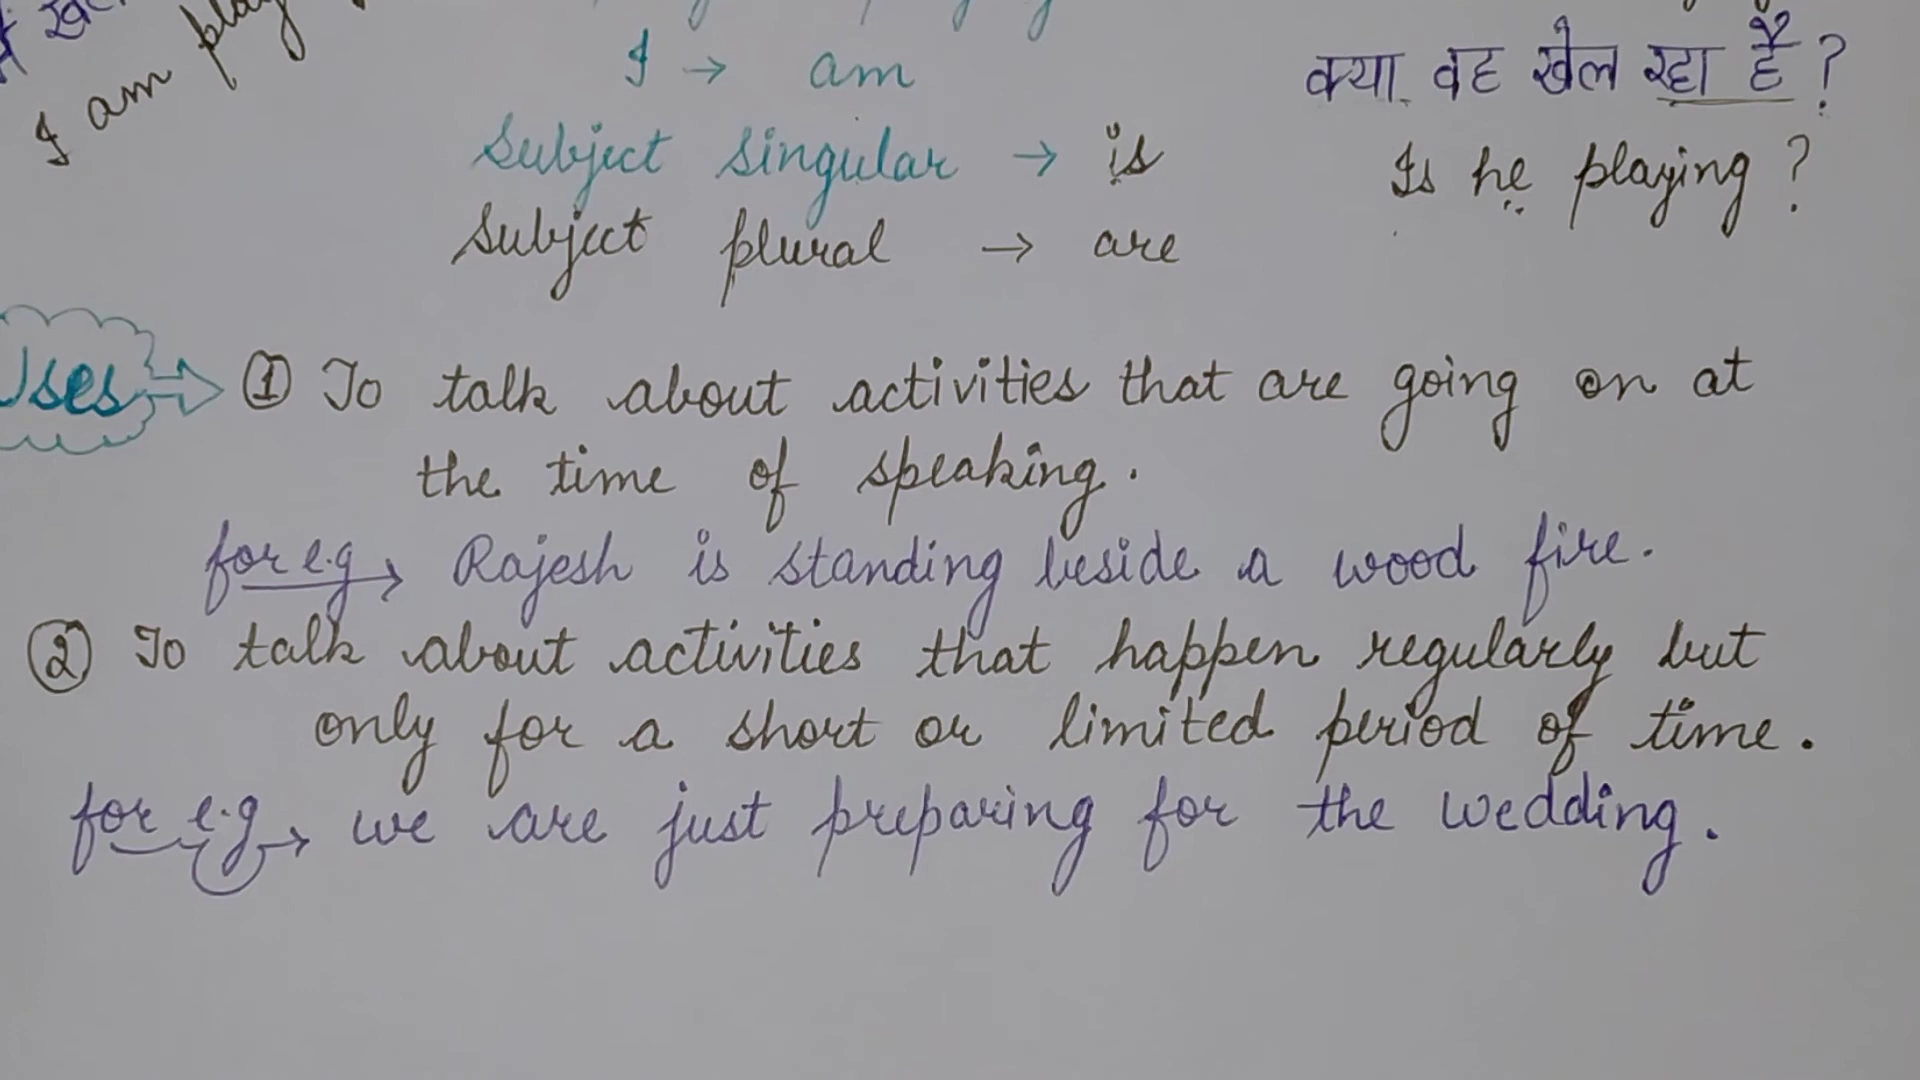 I am
I → am
क्या वह खेल रहा है ?
Subject singular → is
Is he playing ?
Subject plural → are
Uses → ① To talk about activities that are going on at
the time of speaking.
for e.g → Rajesh is standing beside a wood fire.
② To talk about activities that happen regularly but
only for a short or limited period of time.
for e.g → we are just preparing for the wedding.